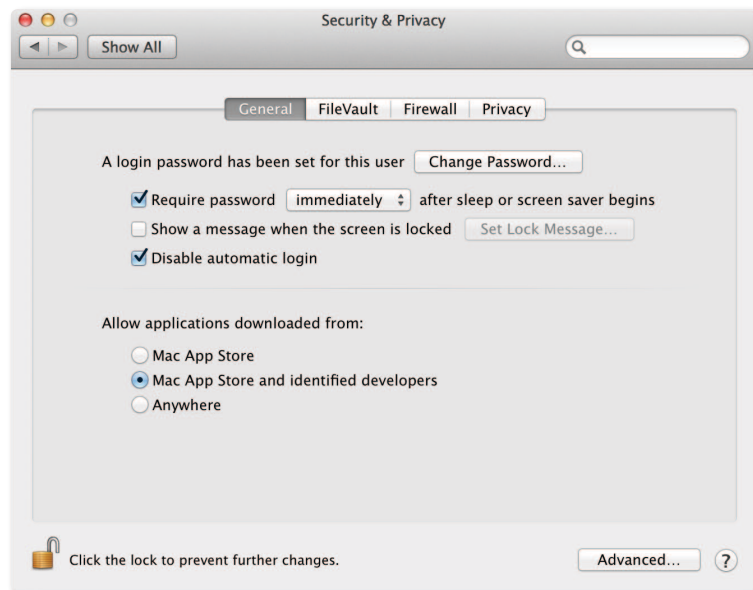 Security & Privacy
Show All
General FileVault Firewall Privacy
A login password has been set for this user Change Password...
Require password immediately after sleep or screen saver begins
Show a message when the screen is locked Set Lock Message...
Disable automatic login
Allow applications downloaded from:
Mac App Store
Mac App Store and identified developers
Anywhere
Click the lock to prevent further changes. Advanced... ?